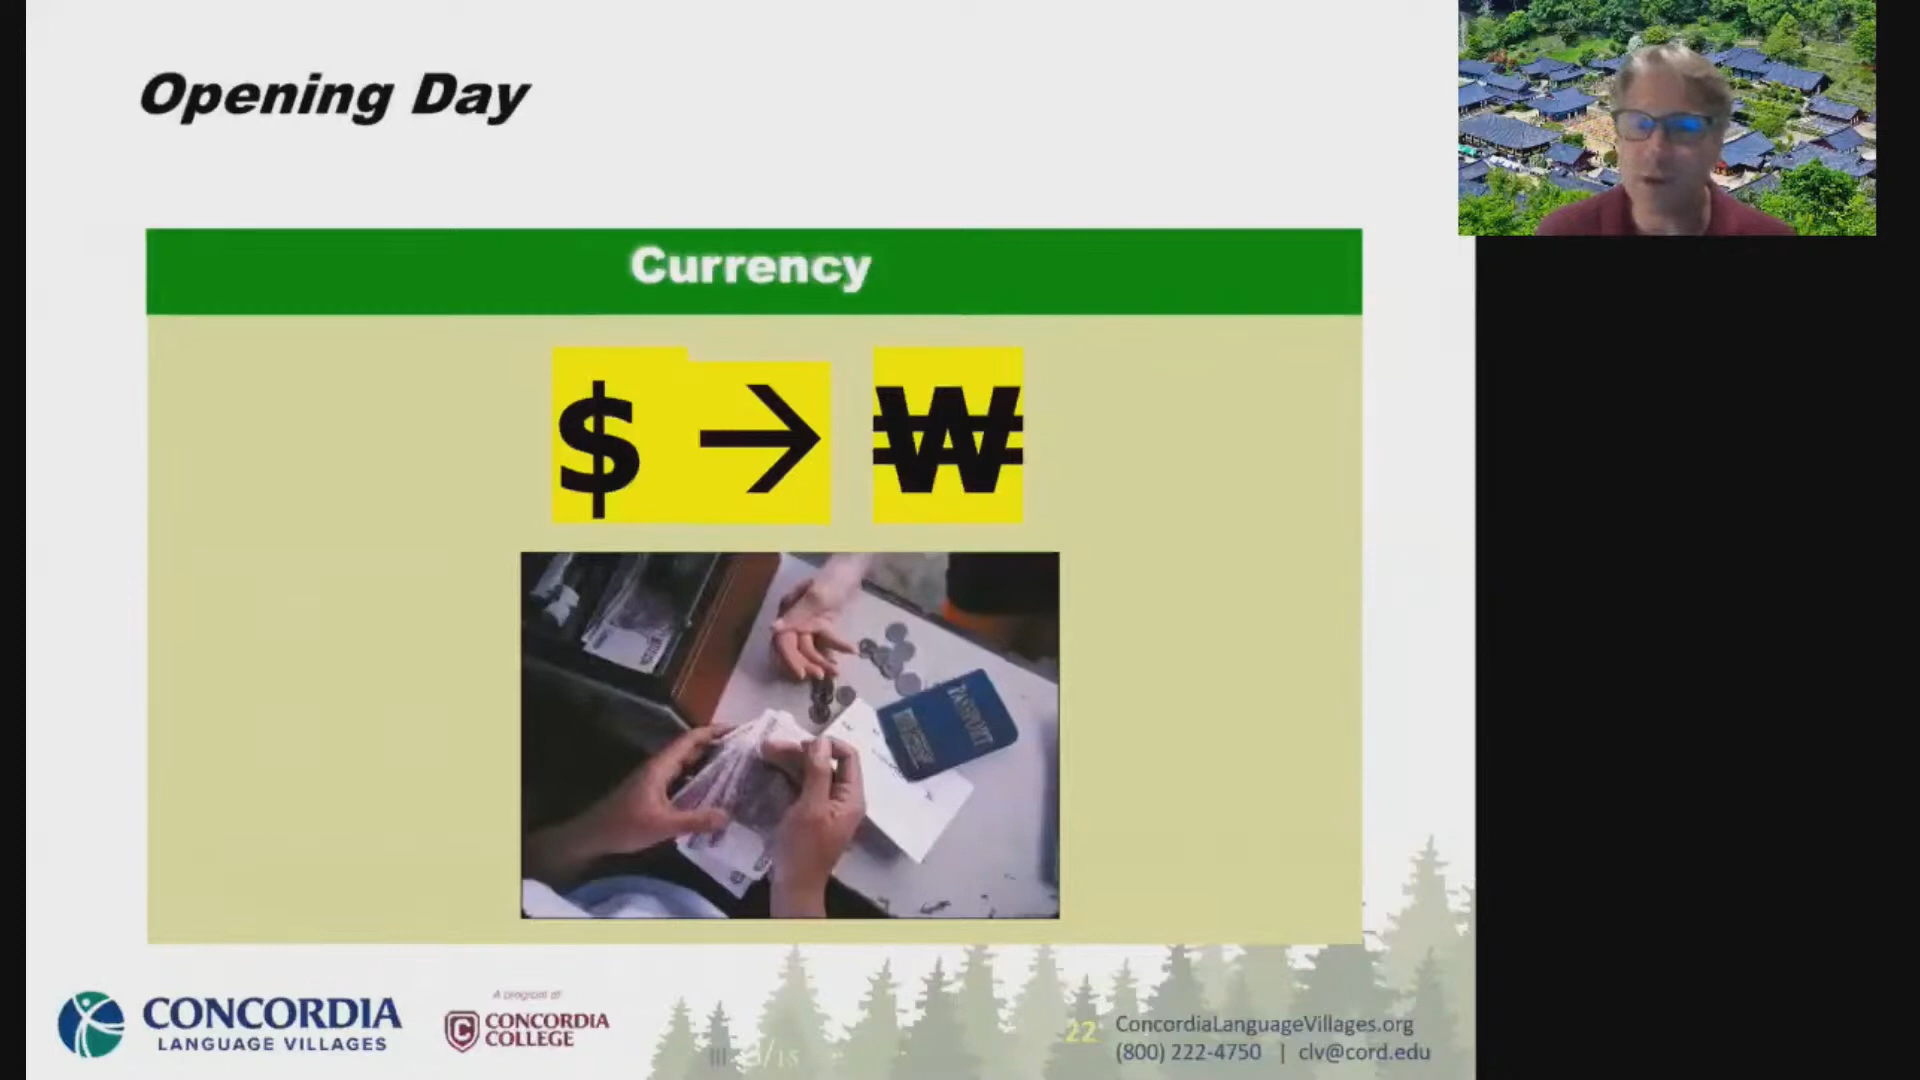 Opening Day
Currency
$ → ₩
PASSPORT
A program of
CONCORDIA
LANGUAGE VILLAGES
CONCORDIA
COLLEGE
22
ConcordiaLanguageVillages.org
(800) 222-4750 | clv@cord.edu